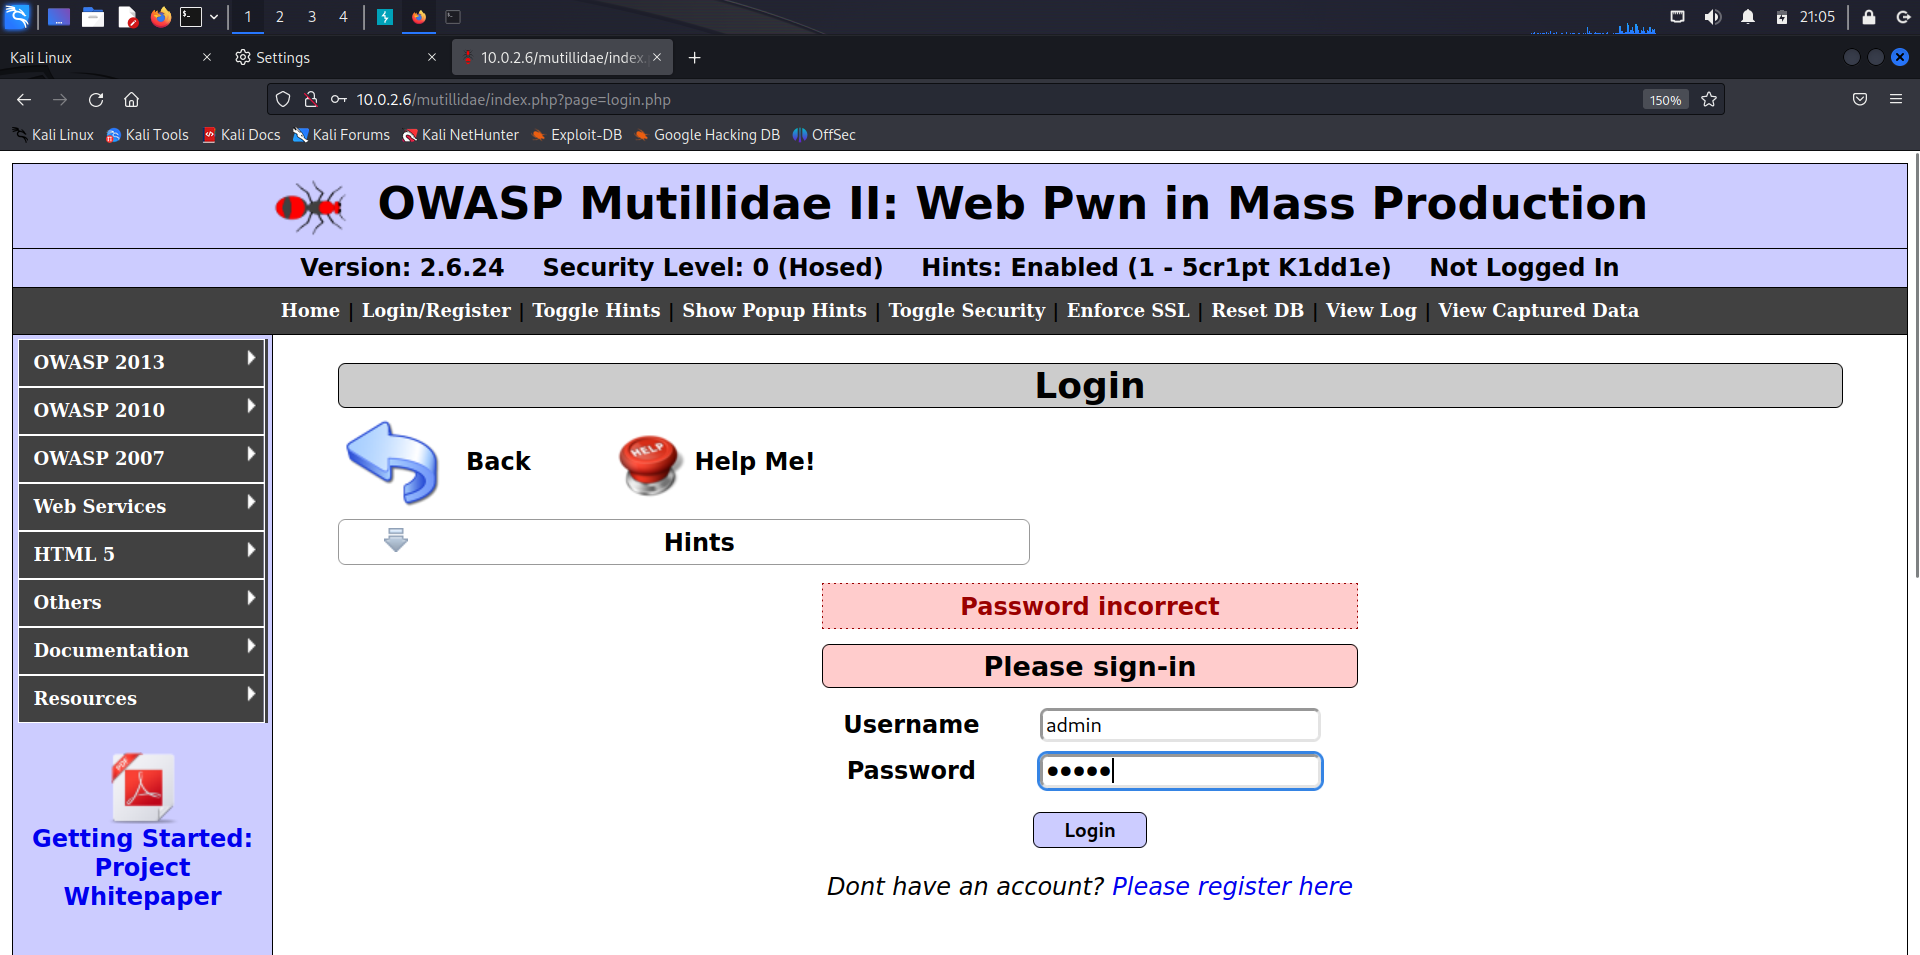 1 2 3 4 21:05
Kali Linux Settings 10.0.2.6/mutillidae/index.
10.0.2.6/mutillidae/index.php?page=login.php 150%
Kali Linux Kali Tools Kali Docs Kali Forums Kali NetHunter Exploit-DB Google Hacking DB OffSec
OWASP Mutillidae II: Web Pwn in Mass Production
Version: 2.6.24 Security Level: 0 (Hosed) Hints: Enabled (1 - 5cr1pt K1dd1e) Not Logged In
Home | Login/Register | Toggle Hints | Show Popup Hints | Toggle Security | Enforce SSL | Reset DB | View Log | View Captured Data
OWASP 2013
OWASP 2010
OWASP 2007
Web Services
HTML 5
Others
Documentation
Resources
PDF
Getting Started:
Project
Whitepaper
Login
Back HELP Help Me!
Hints
Password incorrect
Please sign-in
Username admin
Password •••••
Login
Dont have an account? Please register here